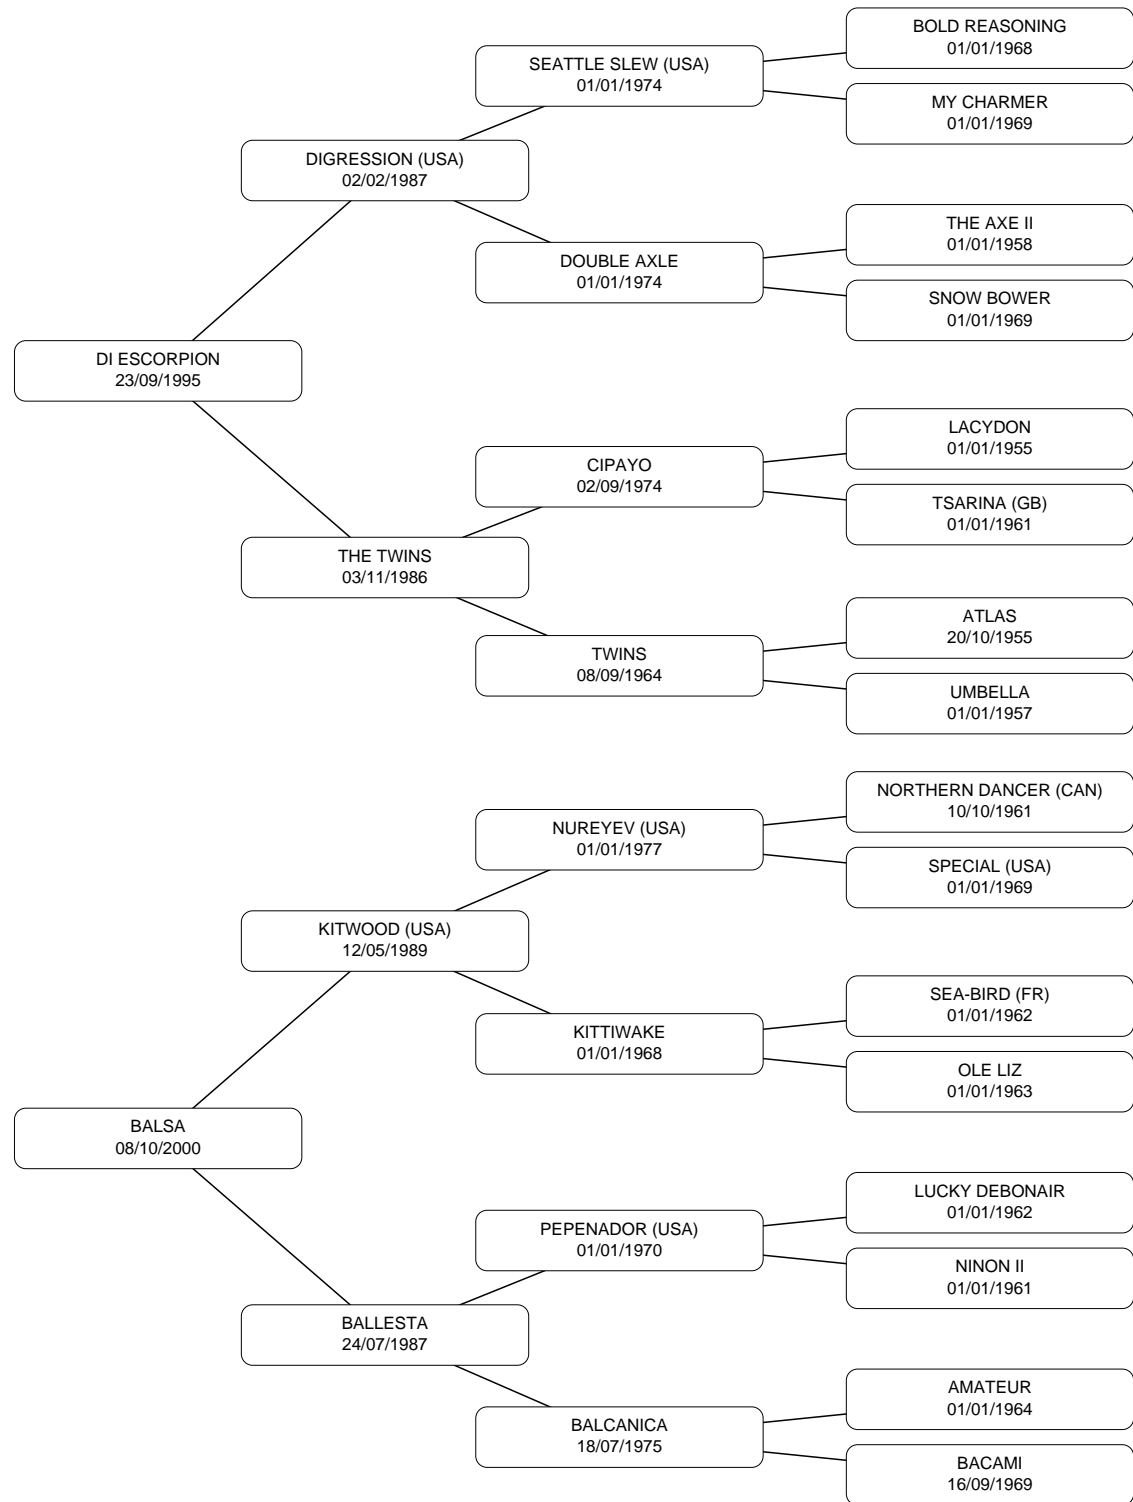 BOLD REASONING
01/01/1968
SEATTLE SLEW (USA)
01/01/1974
MY CHARMER
01/01/1969
DIGRESSION (USA)
02/02/1987
THE AXE II
01/01/1958
DOUBLE AXLE
01/01/1974
SNOW BOWER
01/01/1969
DI ESCORPION
23/09/1995
LACYDON
01/01/1955
CIPAYO
02/09/1974
TSARINA (GB)
01/01/1961
THE TWINS
03/11/1986
ATLAS
20/10/1955
TWINS
08/09/1964
UMBELLA
01/01/1957
NORTHERN DANCER (CAN)
10/10/1961
NUREYEV (USA)
01/01/1977
SPECIAL (USA)
01/01/1969
KITWOOD (USA)
12/05/1989
SEA-BIRD (FR)
01/01/1962
KITTIWAKE
01/01/1968
OLE LIZ
01/01/1963
BALSA
08/10/2000
LUCKY DEBONAIR
01/01/1962
PEPENADOR (USA)
01/01/1970
NINON II
01/01/1961
BALLESTA
24/07/1987
AMATEUR
01/01/1964
BALCANICA
18/07/1975
BACAMI
16/09/1969